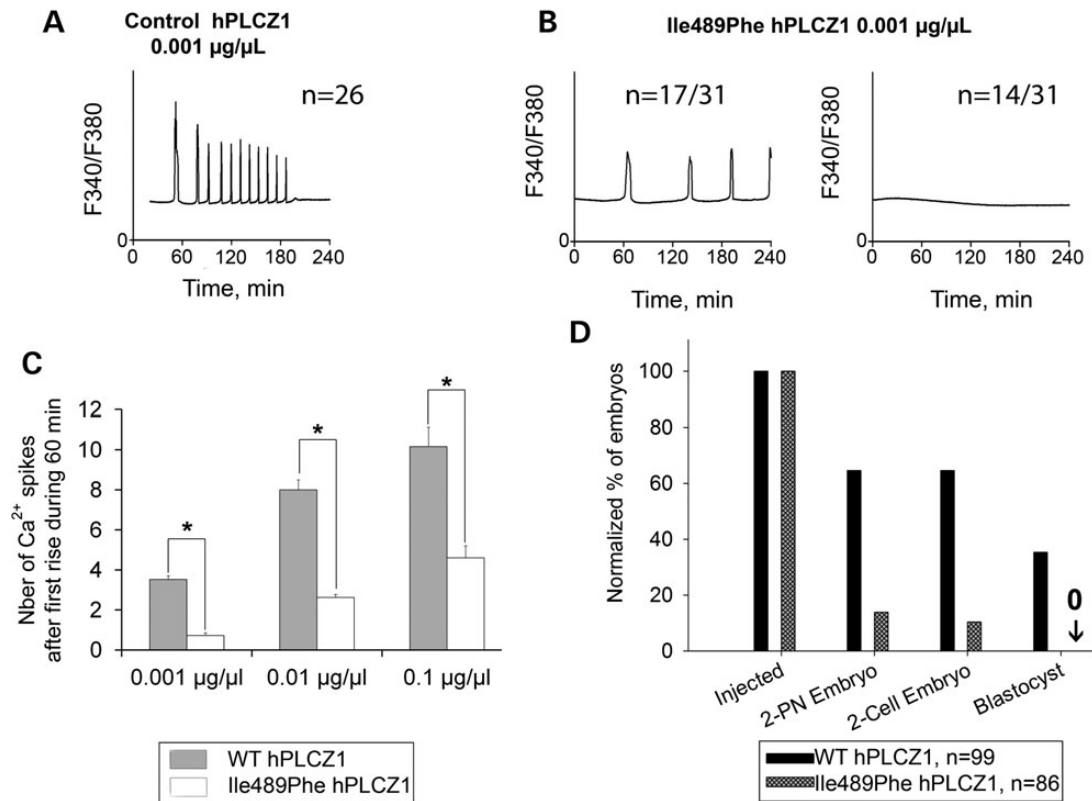 A
Control hPLCZ1
0.001 µg/µL
n=26
F340/F380
0
0 60 120 180 240
Time, min
B
Ile489Phe hPLCZ1 0.001 µg/µL
n=17/31
F340/F380
0
0 60 120 180 240
Time, min
n=14/31
F340/F380
0
0 60 120 180 240
Time, min
C
Nber of Ca2+ spikes
after first rise during 60 min
12
10
8
6
4
2
0
*
*
*
0.001 µg/µl 0.01 µg/µl 0.1 µg/µl
WT hPLCZ1
Ile489Phe hPLCZ1
D
Normalized % of embryos
100
80
60
40
20
0
0
Injected
2-PN Embryo
2-Cell Embryo
Blastocyst
WT hPLCZ1, n=99
Ile489Phe hPLCZ1, n=86